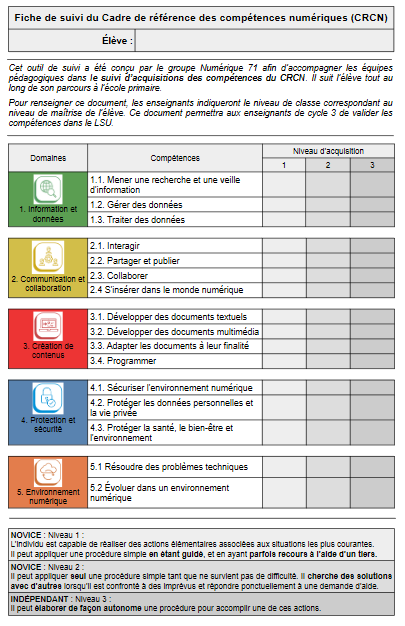 Fiche de suivi du Cadre de référence des compétences numériques (CRCN)
Élève :
Cet outil de suivi a été conçu par le groupe Numérique 71 afin d'accompagner les équipes
pédagogiques dans le suivi d'acquisitions des compétences du CRCN. Il suit l'élève tout au
long de son parcours à l'école primaire.
Pour renseigner ce document, les enseignants indiqueront le niveau de classe correspondant au
niveau de maîtrise de l'élève. Ce document permettra aux enseignants de cycle 3 de valider les
compétences dans le LSU.
Domaines
Compétences
Niveau d'acquisition
1 2 3
1. Information et
données
1.1. Mener une recherche et une veille
d'information
1.2. Gérer des données
1.3. Traiter des données
2. Communication et
collaboration
2.1. Interagir
2.2. Partager et publier
2.3. Collaborer
2.4 S'insérer dans le monde numérique
3. Création de
contenus
3.1. Développer des documents textuels
3.2. Développer des documents multimédia
3.3. Adapter les documents à leur finalité
3.4. Programmer
4. Protection et
sécurité
4.1. Sécuriser l'environnement numérique
4.2. Protéger les données personnelles et
la vie privée
4.3. Protéger la santé, le bien-être et
l'environnement
5. Environnement
numérique
5.1 Résoudre des problèmes techniques
5.2 Évoluer dans un environnement
numérique
NOVICE : Niveau 1 :
L'individu est capable de réaliser des actions élémentaires associées aux situations les plus courantes.
Il peut appliquer une procédure simple en étant guidé, et en ayant parfois recours à l'aide d'un tiers.
NOVICE : Niveau 2 :
Il peut appliquer seul une procédure simple tant que ne survient pas de difficulté. Il cherche des solutions
avec d'autres lorsqu'il est confronté à des imprévus et répondre ponctuellement à une demande d'aide.
INDÉPENDANT : Niveau 3 :
Il peut élaborer de façon autonome une procédure pour accomplir une de ces actions.